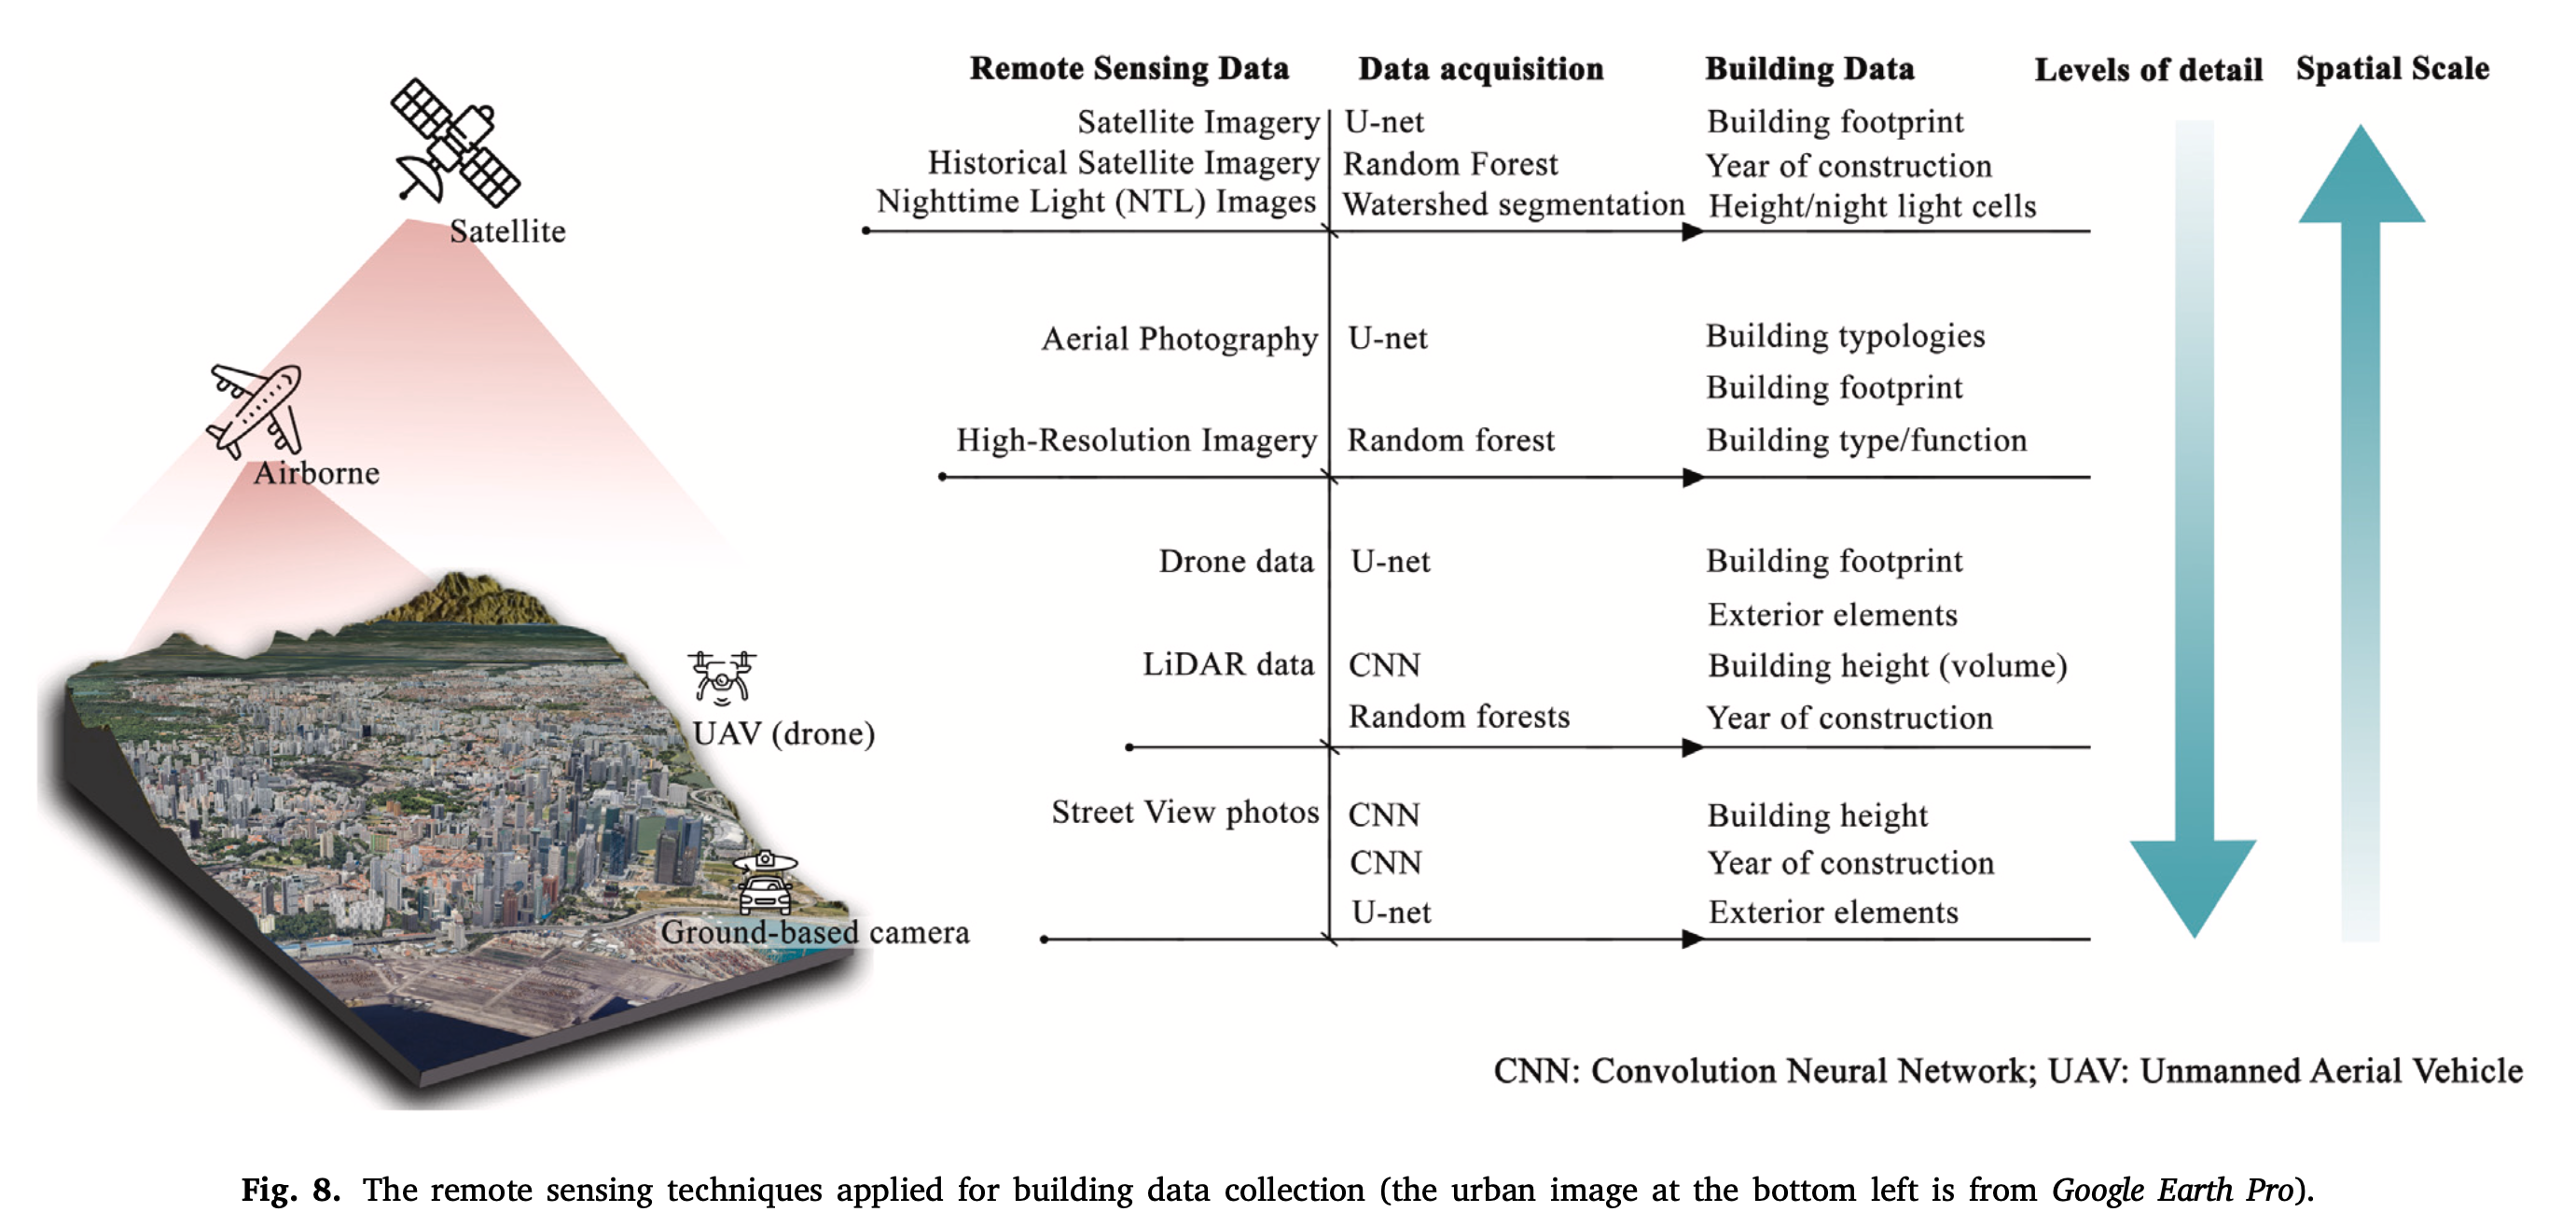 Remote Sensing Data Data acquisition Building Data Levels of detail Spatial Scale
Satellite Imagery U-net Building footprint
Historical Satellite Imagery Random Forest Year of construction
Nighttime Light (NTL) Images Watershed segmentation Height/night light cells
Satellite
Aerial Photography U-net Building typologies
Building footprint
High-Resolution Imagery Random forest Building type/function
Airborne
Drone data U-net Building footprint
Exterior elements
LiDAR data CNN Building height (volume)
Random forests Year of construction
UAV (drone)
Street View photos CNN Building height
CNN Year of construction
U-net Exterior elements
Ground-based camera
CNN: Convolution Neural Network; UAV: Unmanned Aerial Vehicle
Fig. 8. The remote sensing techniques applied for building data collection (the urban image at the bottom left is from Google Earth Pro).